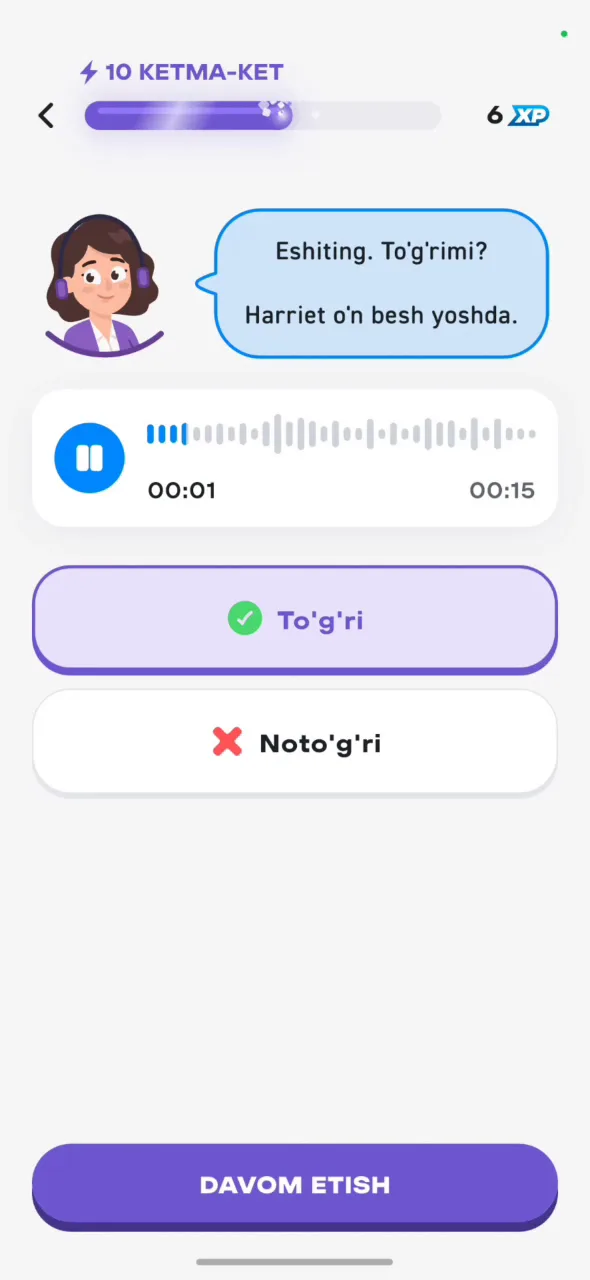 10 KETMA-KET
6 XP
Eshiting. To'g'rimi?
Harriet o'n besh yoshda.
00:01
00:15
To'g'ri
Noto'g'ri
DAVOM ETISH